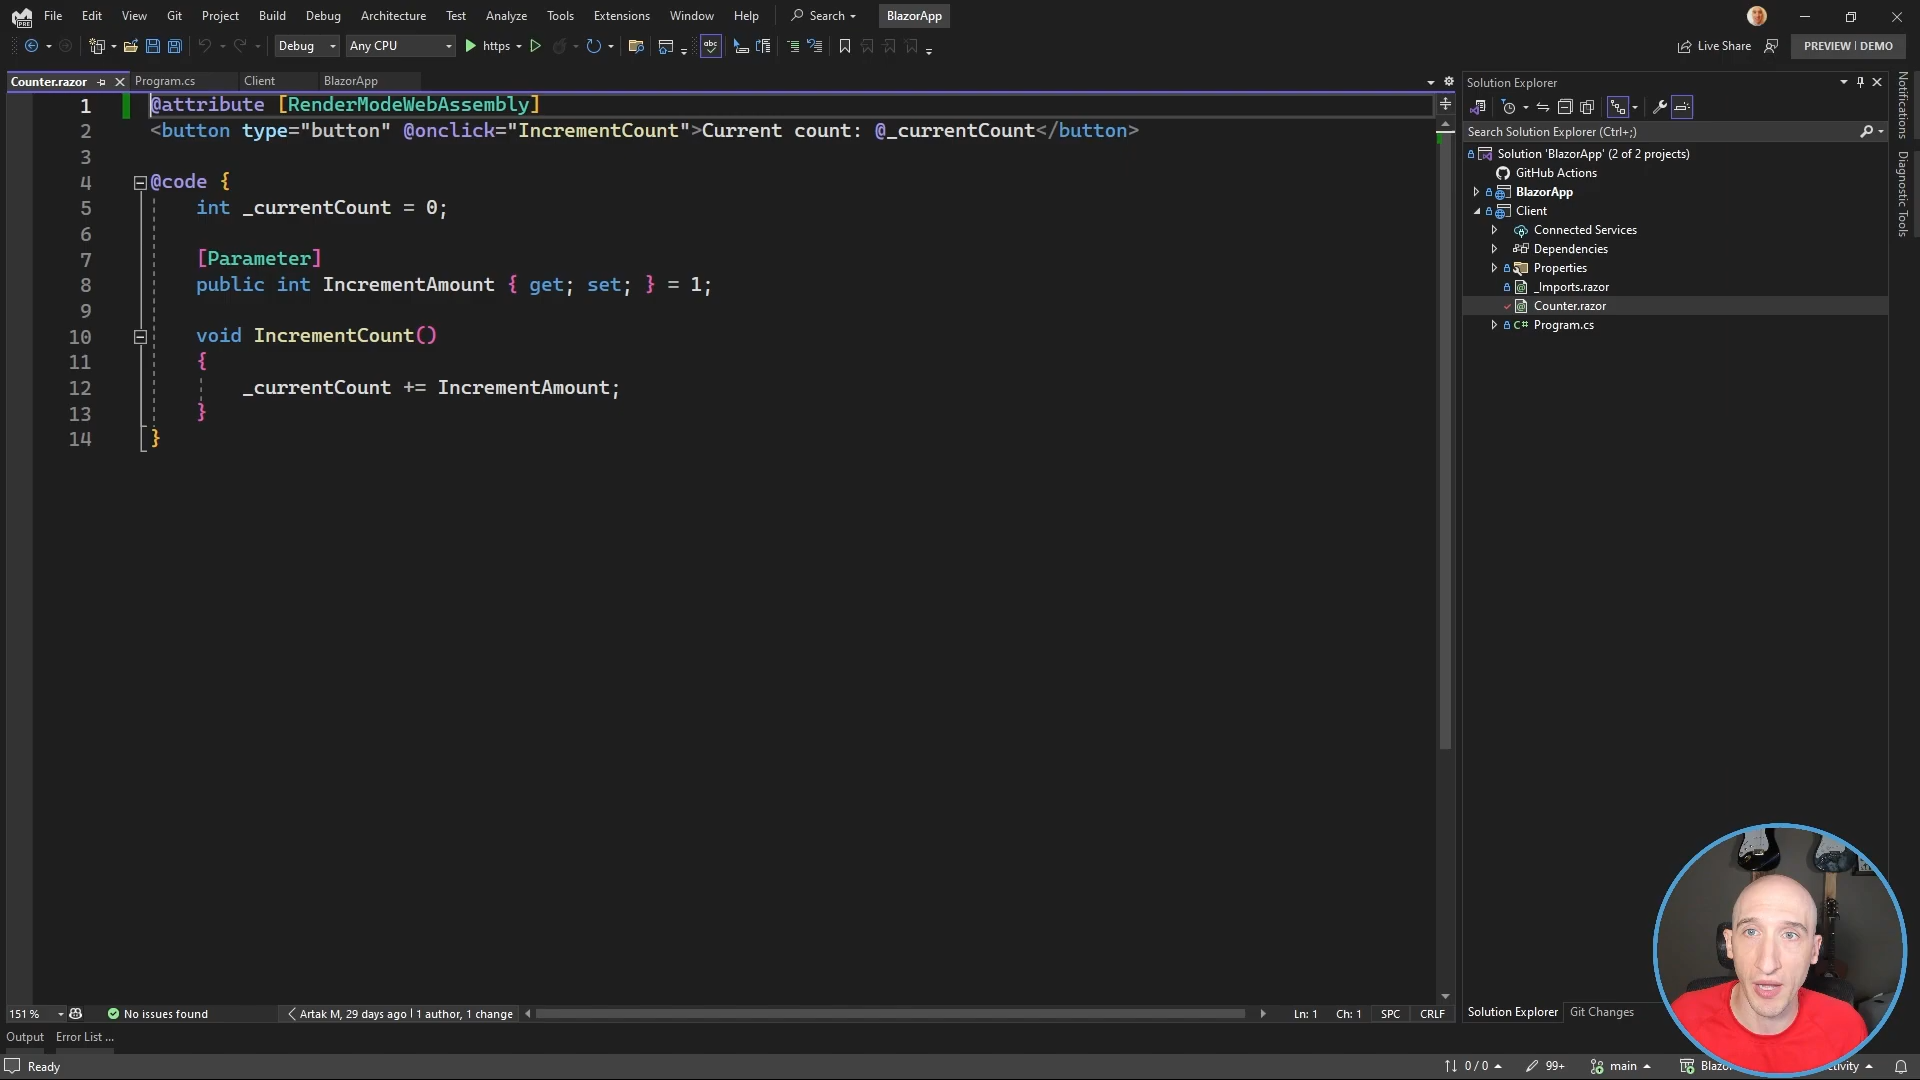 File Edit View Git Project Build Debug Architecture Test Analyze Tools Extensions Window Help Search BlazorApp
Debug Any CPU https Live Share PREVIEW | DEMO
Counter.razor Program.cs Client BlazorApp
1 @attribute [RenderModeWebAssembly]
2 <button type="button" @onclick="IncrementCount">Current count: @_currentCount</button>
3
4 @code {
5 int _currentCount = 0;
6
7 [Parameter]
8 public int IncrementAmount { get; set; } = 1;
9
10 void IncrementCount()
11 {
12 _currentCount += IncrementAmount;
13 }
14 }
Solution Explorer
Search Solution Explorer (Ctrl+;)
Solution 'BlazorApp' (2 of 2 projects)
GitHub Actions
BlazorApp
Client
Connected Services
Dependencies
Properties
_Imports.razor
Counter.razor
C# Program.cs
Notifications
Diagnostic Tools
151 % No issues found Artak M, 29 days ago | 1 author, 1 change Ln: 1 Ch: 1 SPC CRLF
Solution Explorer Git Changes
Output Error List ...
Ready 0 / 0 99+ main